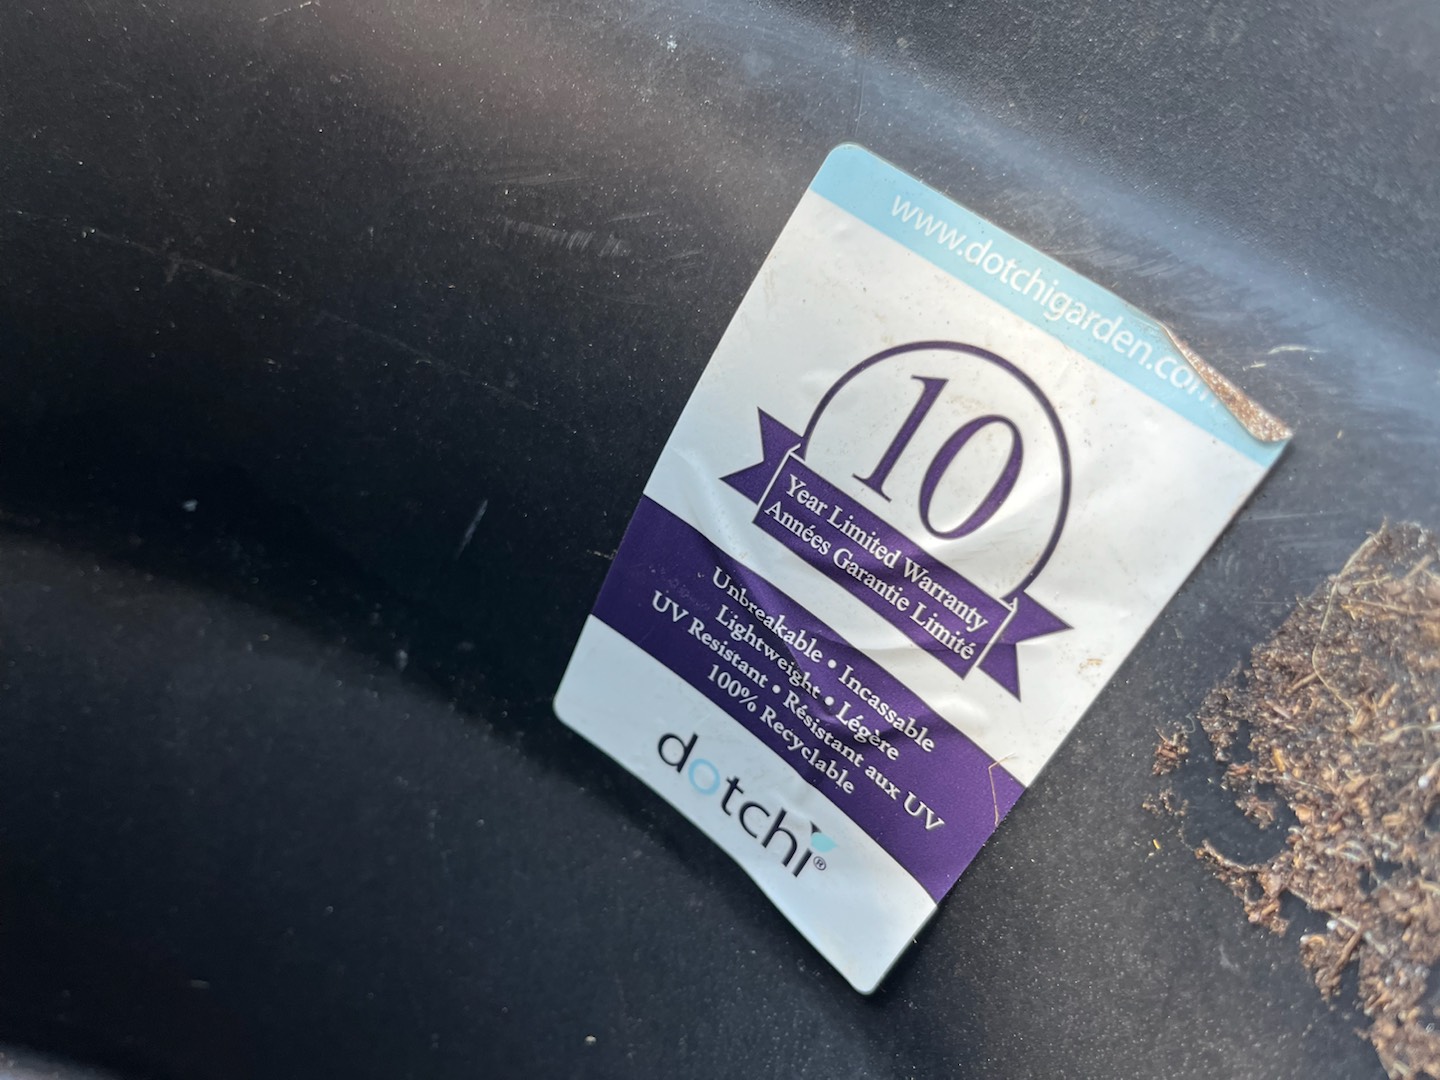 www.dotchigarden.com
10
Year Limited Warranty
Années Garantie Limité
Unbreakable • Incassable
Lightweight • Légère
UV Resistant • Résistant aux UV
100% Recyclable
dotchi®